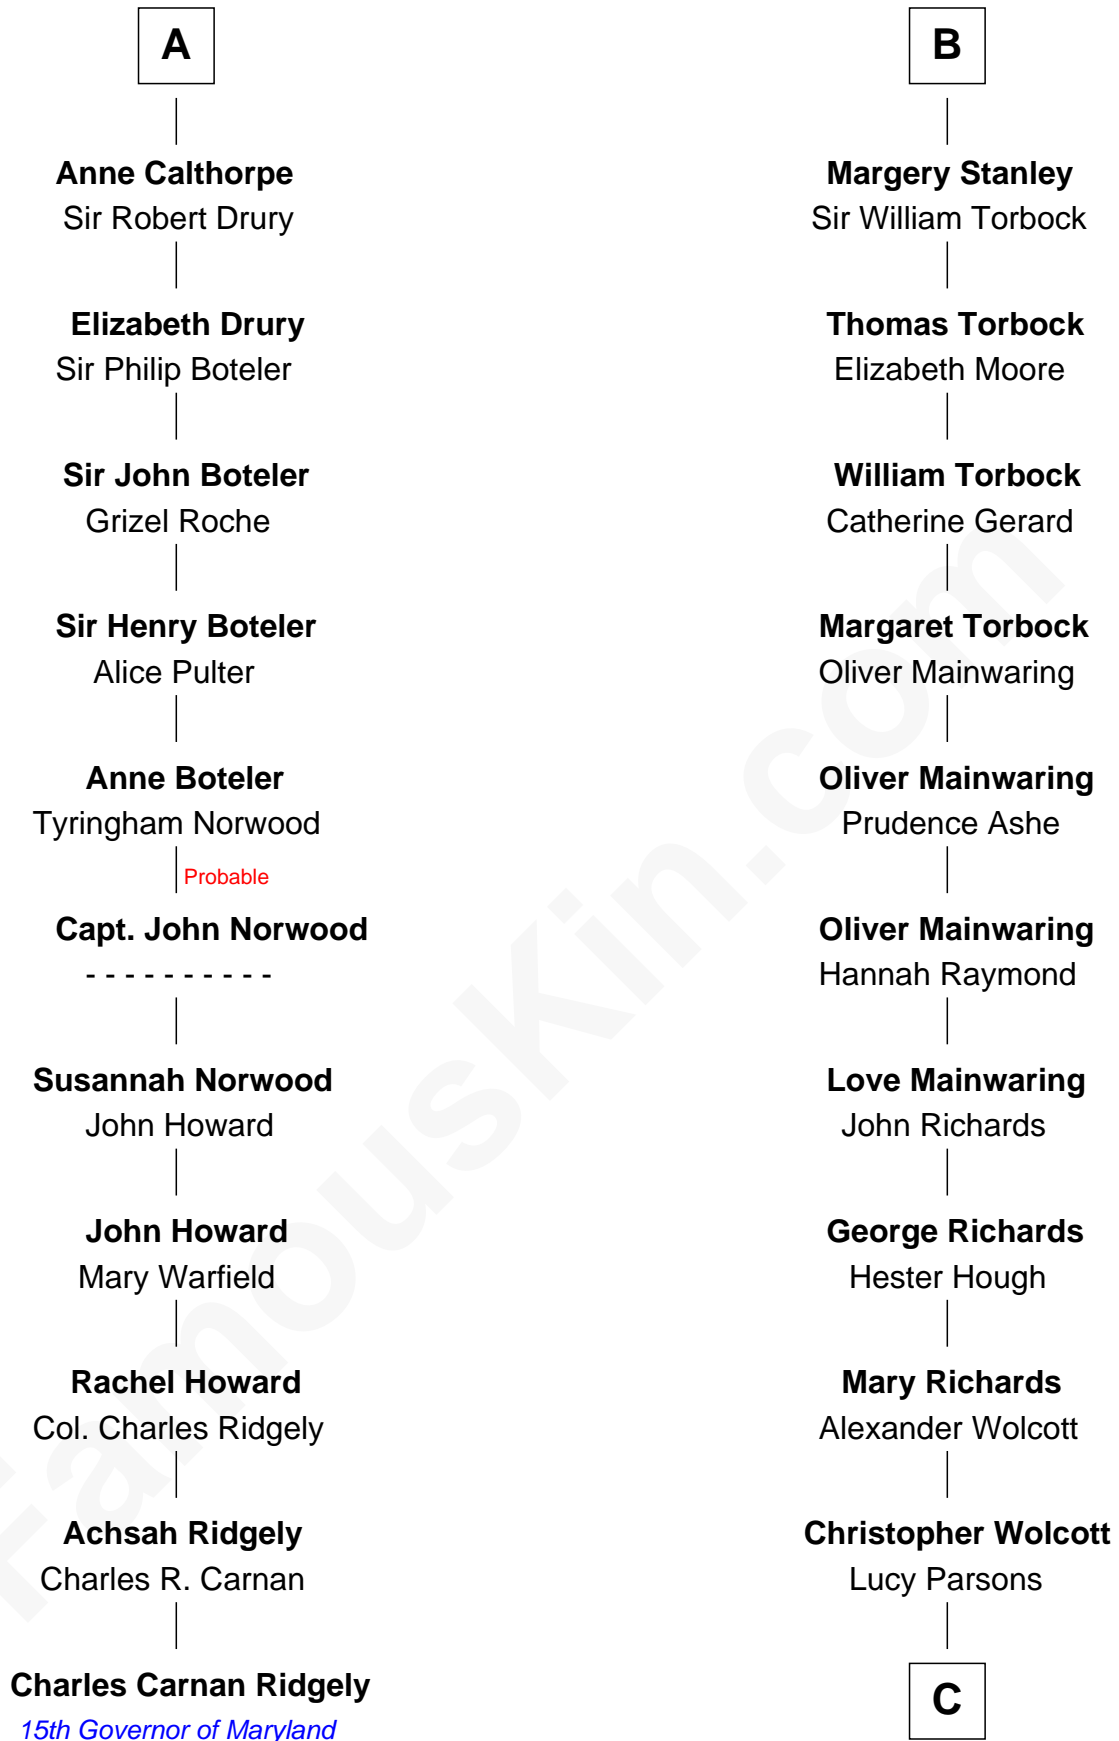 A
Anne Calthorpe
Sir Robert Drury
Elizabeth Drury
Sir Philip Boteler
Sir John Boteler
Grizel Roche
Sir Henry Boteler
Alice Pulter
Anne Boteler
Tyringham Norwood
Probable
Capt. John Norwood
- - - - - - - - - -
Susannah Norwood
John Howard
John Howard
Mary Warfield
Rachel Howard
Col. Charles Ridgely
Achsah Ridgely
Charles R. Carnan
Charles Carnan Ridgely
15th Governor of Maryland
B
Margery Stanley
Sir William Torbock
Thomas Torbock
Elizabeth Moore
William Torbock
Catherine Gerard
Margaret Torbock
Oliver Mainwaring
Oliver Mainwaring
Prudence Ashe
Oliver Mainwaring
Hannah Raymond
Love Mainwaring
John Richards
George Richards
Hester Hough
Mary Richards
Alexander Wolcott
Christopher Wolcott
Lucy Parsons
C
FamousKin.com